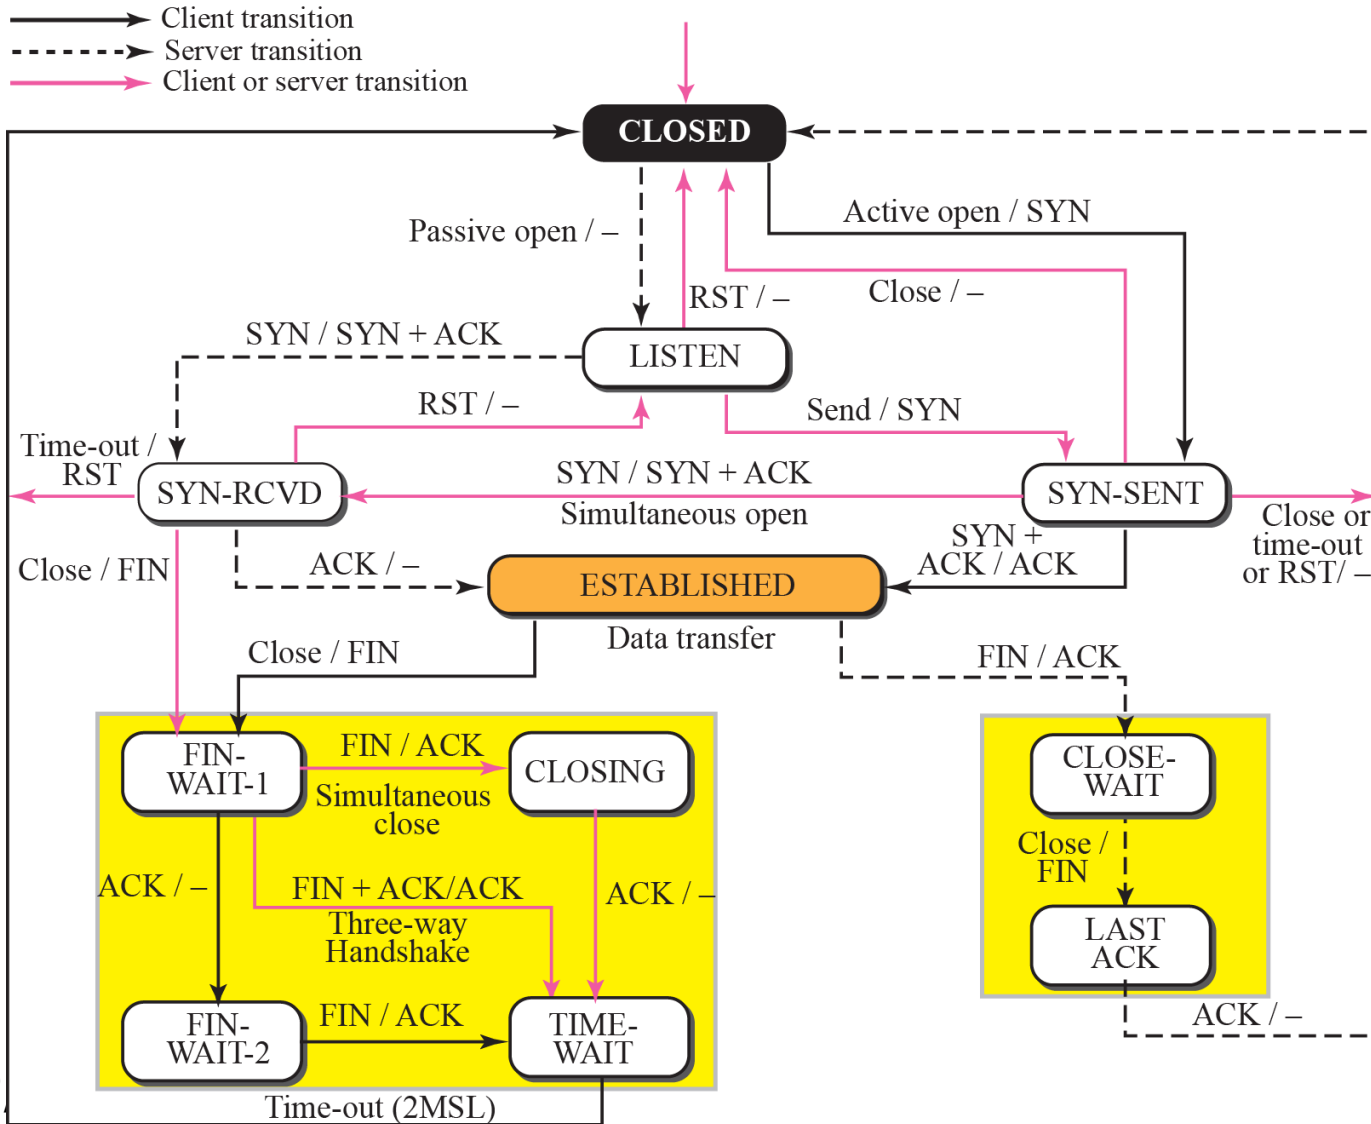 Client transition
Server transition
Client or server transition
CLOSED
Active open / SYN
Passive open / –
RST / –
Close / –
SYN / SYN + ACK
LISTEN
RST / –
Send / SYN
Time-out /
RST
SYN-RCVD
SYN / SYN + ACK
Simultaneous open
SYN-SENT
Close or
time-out
or RST/ –
Close / FIN
ACK / –
SYN +
ACK / ACK
ESTABLISHED
Data transfer
Close / FIN
FIN / ACK
FIN-
WAIT-1
FIN / ACK
Simultaneous
close
CLOSING
CLOSE-
WAIT
Close /
FIN
ACK / –
FIN + ACK/ACK
Three-way
Handshake
ACK / –
LAST
ACK
FIN-
WAIT-2
FIN / ACK
TIME-
WAIT
ACK / –
Time-out (2MSL)